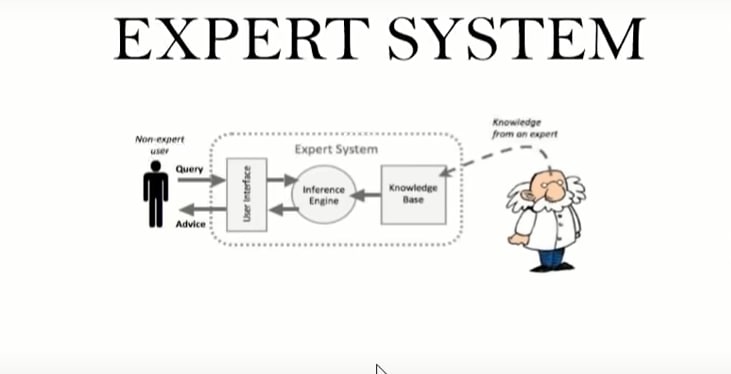 EXPERT SYSTEM
Knowledge
from an expert
Non-expert
user
Expert System
Query
User Interface
Inference
Engine
Knowledge
Base
Advice